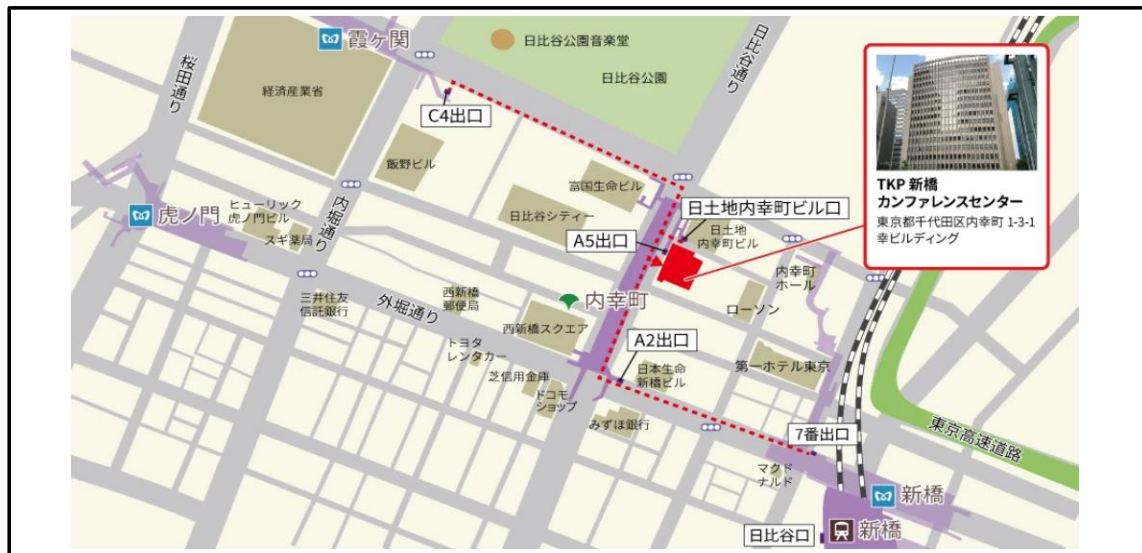 霞ケ関
日比谷公園音楽堂
日比谷公園
日比谷通り
桜田通り
経済産業省
C4出口
飯野ビル
内堀通り
富国生命ビル
日比谷シティー
日土地内幸町ビル口
日土地
内幸町ビル
A5出口
TKP 新橋
カンファレンスセンター
東京都千代田区内幸町 1-3-1
幸ビルディング
虎ノ門
ヒューリック
虎ノ門ビル
スギ薬局
三井住友
信託銀行
外堀通り
西新橋
郵便局
内幸町
西新橋スクエア
トヨタ
レンタカー
芝信用金庫
ドコモ
ショップ
みずほ銀行
A2出口
日本生命
新橋ビル
ローソン
内幸町
ホール
第一ホテル東京
7番出口
マクド
ナルド
東京高速道路
新橋
日比谷口
新橋